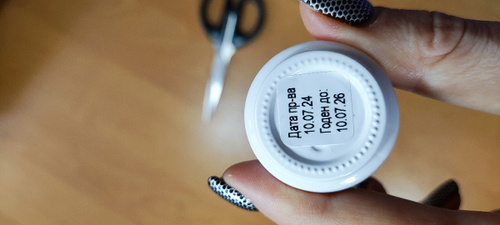 Дата пр-ва
10.07.24
Годен до:
10.07.26